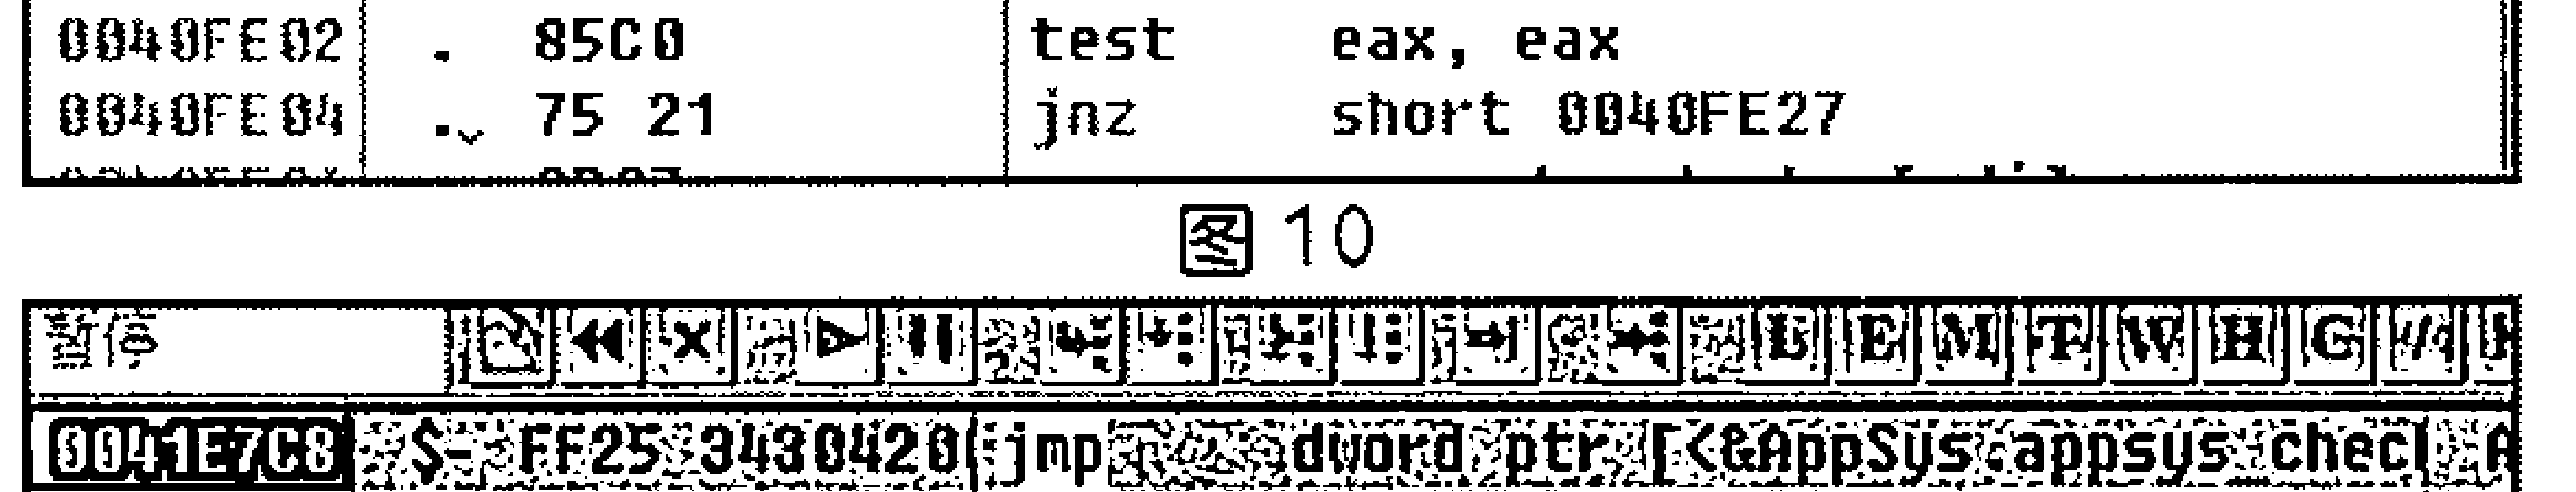 0040FE02 . 85C0 test eax, eax
0040FE04 . 75 21 jnz short 0040FE27
图 10
暂停 L E M T W H C /
0041E7C8 $- FF25 3430420( jmp dword ptr [<&AppSys.appsys_chec